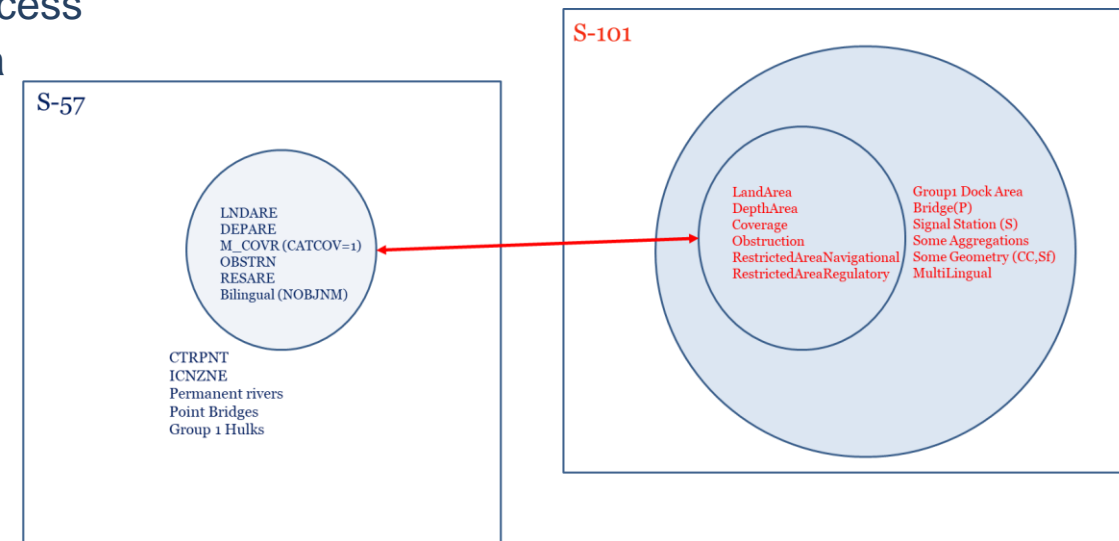 cess
n
S-57
LNDARE
DEPARE
M_COVR (CATCOV=1)
OBSTRN
RESARE
Bilingual (NOBJNM)
CTRPNT
ICNZNE
Permanent rivers
Point Bridges
Group 1 Hulks
S-101
LandArea
DepthArea
Coverage
Obstruction
RestrictedAreaNavigational
RestrictedAreaRegulatory
Group1 Dock Area
Bridge(P)
Signal Station (S)
Some Aggregations
Some Geometry (CC,Sf)
MultiLingual